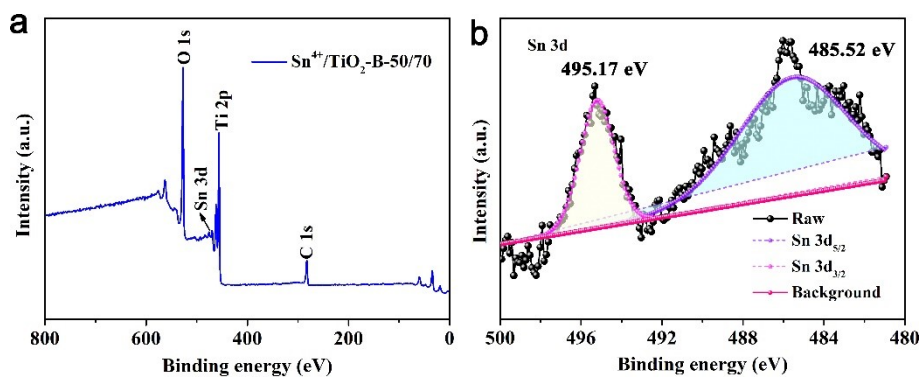 a
O 1s
Sn⁴⁺/TiO₂-B-50/70
Ti 2p
Sn 3d
C 1s
Intensity (a.u.)
800 600 400 200 0
Binding energy (eV)
b
Sn 3d
495.17 eV
485.52 eV
Intensity (a.u.)
Raw
Sn 3d₅/₂
Sn 3d₃/₂
Background
500 496 492 488 484 480
Binding energy (eV)